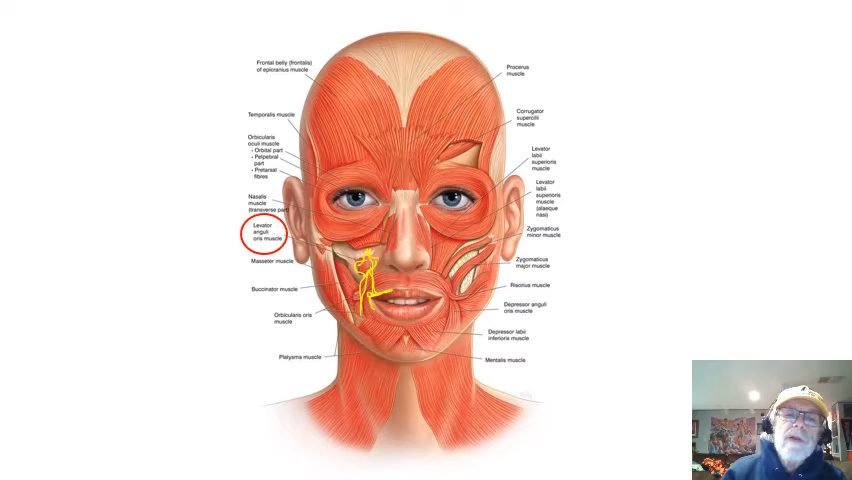 Frontal belly (frontalis)
of epicranius muscle
Temporalis muscle
Orbicularis
oculi muscle
- Orbital part
- Pelpebral
part
- Pretarsal
fibres
Nasalis
muscle
(transverse part)
Levator
anguli
oris muscle
Masseter muscle
Buccinator muscle
Orbicularis oris
muscle
Platysma muscle
Procerus
muscle
Corrugator
supercilii
muscle
Levator
labii
superioris
muscle
Levator
labii
superioris
muscle
(alaeque
nasi)
Zygomaticus
minor muscle
Zygomaticus
major muscle
Risorius muscle
Depressor anguli
oris muscle
Depressor labii
inferioris muscle
Mentalis muscle